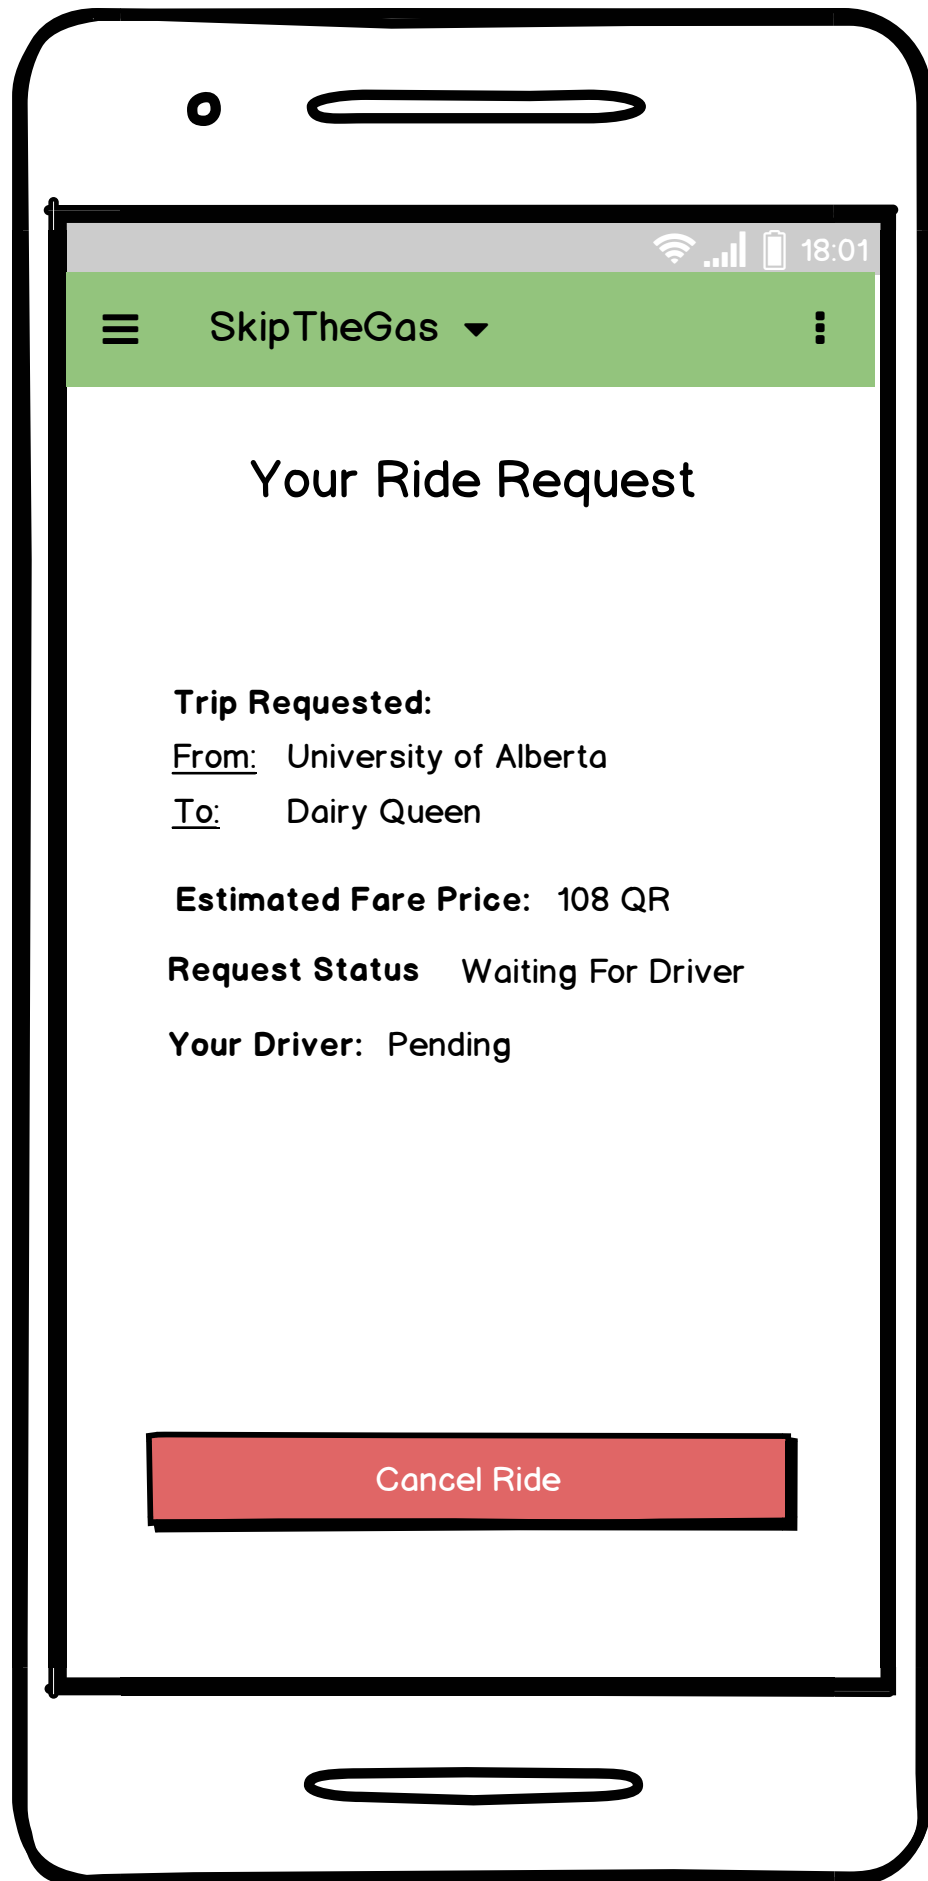 18:01
SkipTheGas
Your Ride Request
Trip Requested:
From: University of Alberta
To: Dairy Queen
Estimated Fare Price: 108 QR
Request Status Waiting For Driver
Your Driver: Pending
Cancel Ride